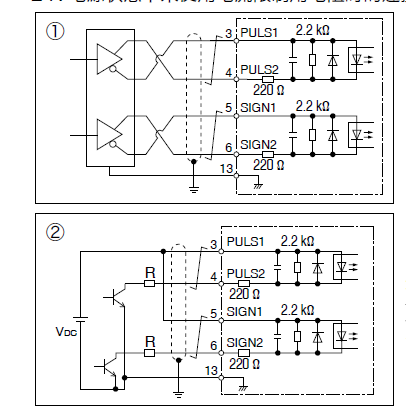 ①
3 PULS1 2.2 kΩ
4 PULS2
220 Ω
5 SIGN1 2.2 kΩ
6 SIGN2
220 Ω
13
②
3 PULS1 2.2 kΩ
R 4 PULS2
220 Ω
5 SIGN1 2.2 kΩ
VDC
R 6 SIGN2
220 Ω
13